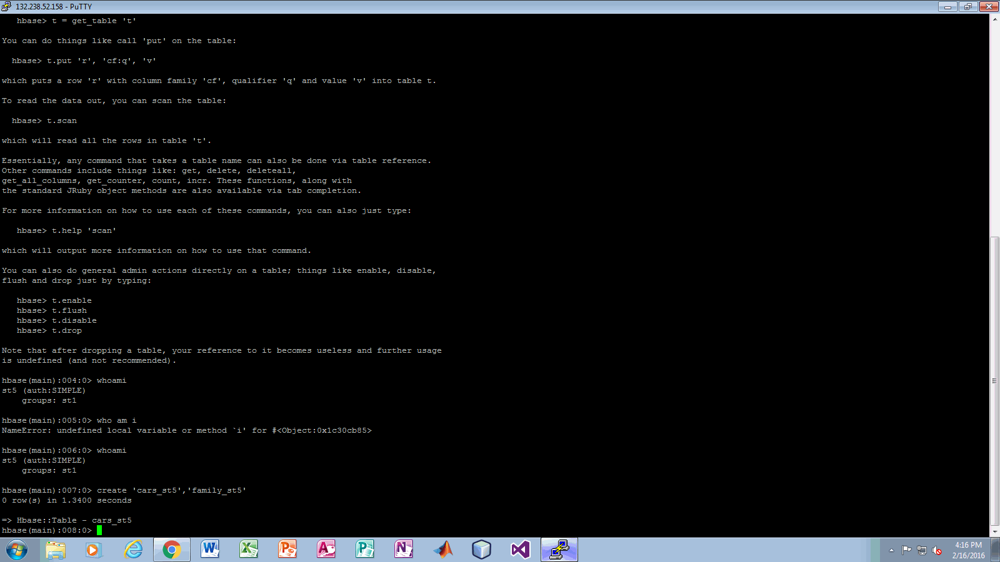 132.238.52.158 - PuTTY
hbase> t = get_table 't'
You can do things like call 'put' on the table:
hbase> t.put 'r', 'cf:q', 'v'
which puts a row 'r' with column family 'cf', qualifier 'q' and value 'v' into table t.
To read the data out, you can scan the table:
hbase> t.scan
which will read all the rows in table 't'.
Essentially, any command that takes a table name can also be done via table reference.
Other commands include things like: get, delete, deleteall,
get_all_columns, get_counter, count, incr. These functions, along with
the standard JRuby object methods are also available via tab completion.
For more information on how to use each of these commands, you can also just type:
hbase> t.help 'scan'
which will output more information on how to use that command.
You can also do general admin actions directly on a table; things like enable, disable,
flush and drop just by typing:
hbase> t.enable
hbase> t.flush
hbase> t.disable
hbase> t.drop
Note that after dropping a table, your reference to it becomes useless and further usage
is undefined (and not recommended).
hbase(main):004:0> whoami
st5 (auth:SIMPLE)
groups: st1
hbase(main):005:0> who am i
NameError: undefined local variable or method `i' for #<Object:0x1c30cb85>
hbase(main):006:0> whoami
st5 (auth:SIMPLE)
groups: st1
hbase(main):007:0> create 'cars_st5','family_st5'
0 row(s) in 1.3400 seconds
=> Hbase::Table - cars_st5
hbase(main):008:0>
4:16 PM
2/16/2016